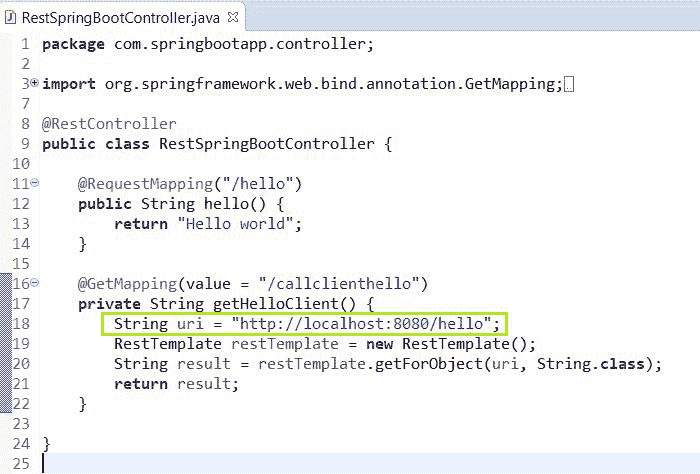 RestSpringBootController.java
1 package com.springbootapp.controller;
2
3 import org.springframework.web.bind.annotation.GetMapping;
7
8 @RestController
9 public class RestSpringBootController {
10
11 @RequestMapping("/hello")
12 public String hello() {
13 return "Hello world";
14 }
15
16 @GetMapping(value = "/callclienthello")
17 private String getHelloClient() {
18 String uri = "http://localhost:8080/hello";
19 RestTemplate restTemplate = new RestTemplate();
20 String result = restTemplate.getForObject(uri, String.class);
21 return result;
22 }
23
24 }
25